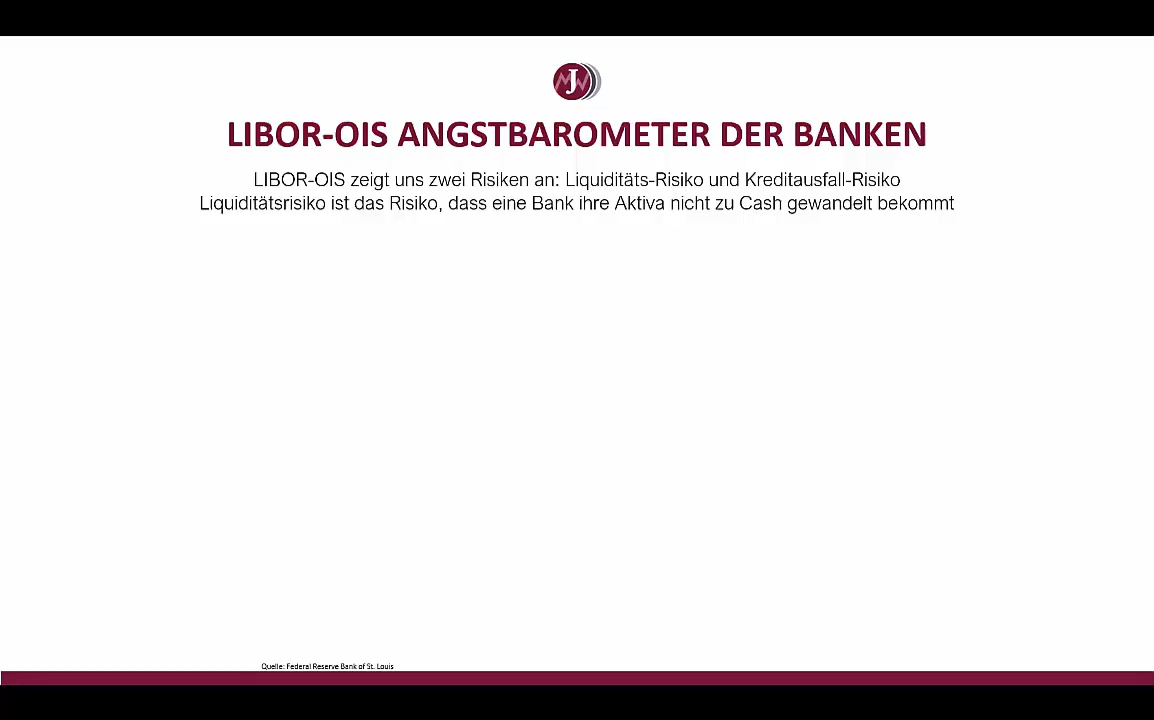 J
LIBOR-OIS ANGSTBAROMETER DER BANKEN
LIBOR-OIS zeigt uns zwei Risiken an: Liquiditäts-Risiko und Kreditausfall-Risiko
Liquiditätsrisiko ist das Risiko, dass eine Bank ihre Aktiva nicht zu Cash gewandelt bekommt
Quelle: Federal Reserve Bank of St. Louis